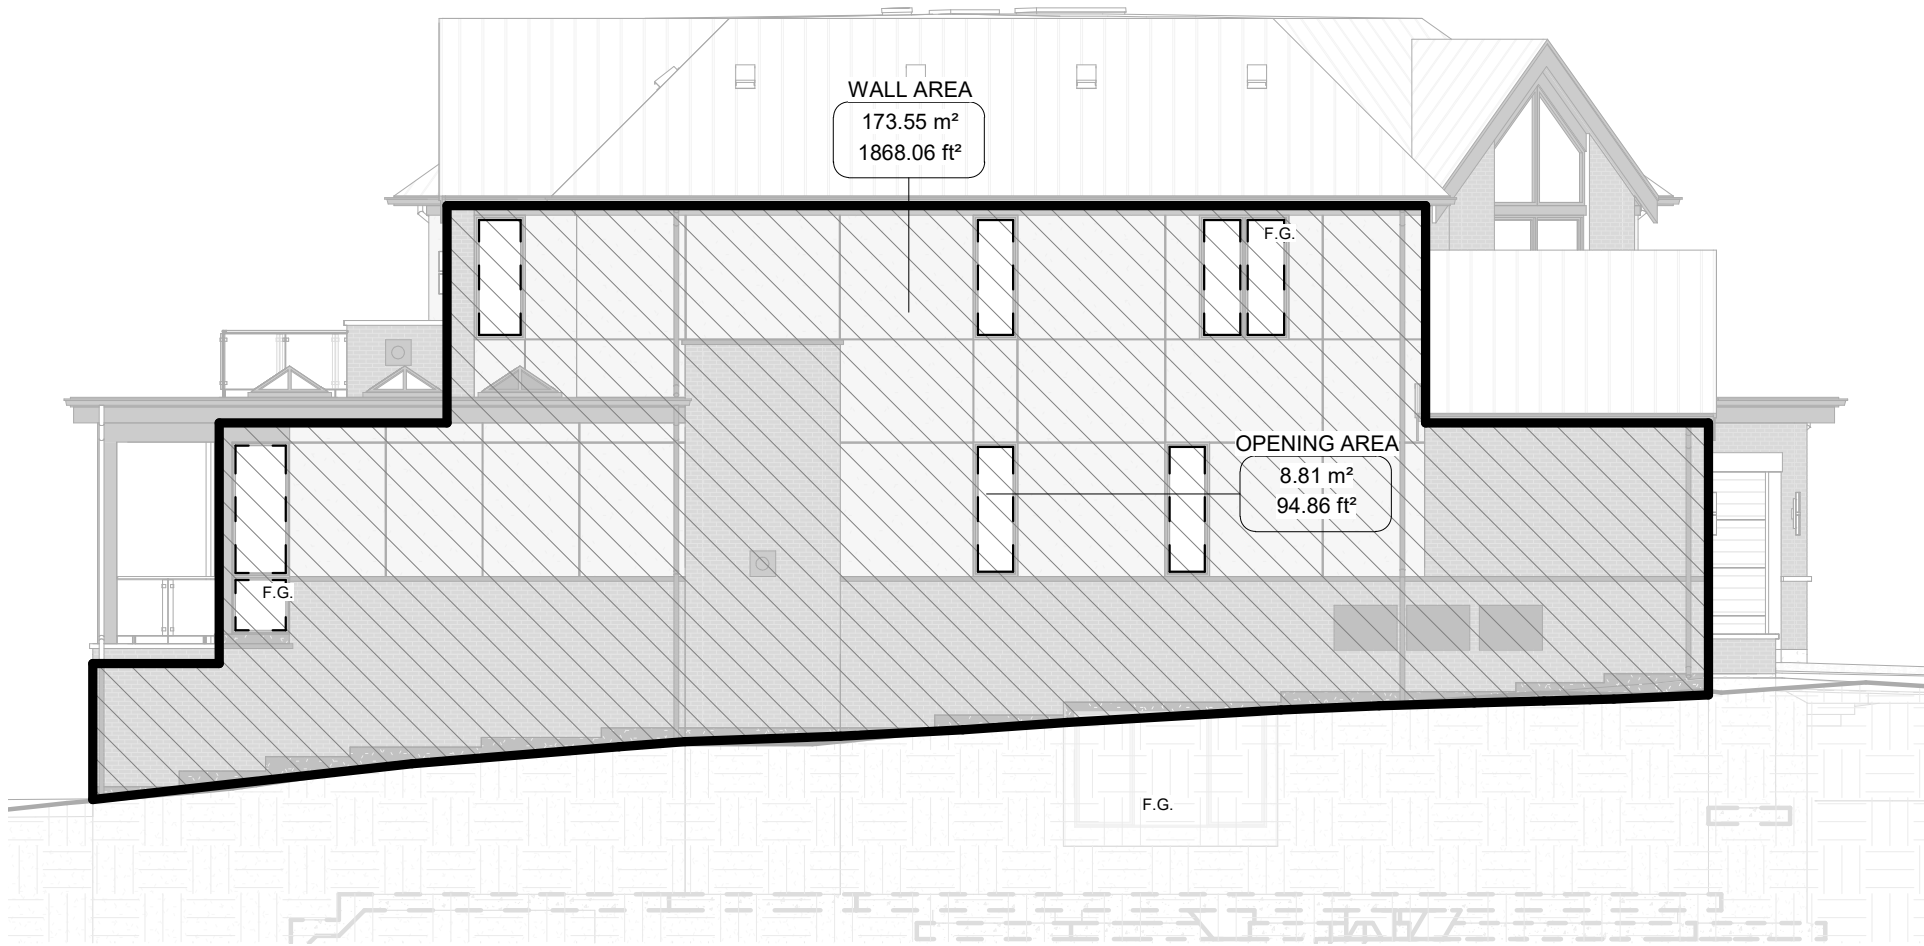 WALL AREA
173.55 m²
1868.06 ft²
F.G.
OPENING AREA
8.81 m²
94.86 ft²
F.G.
F.G.